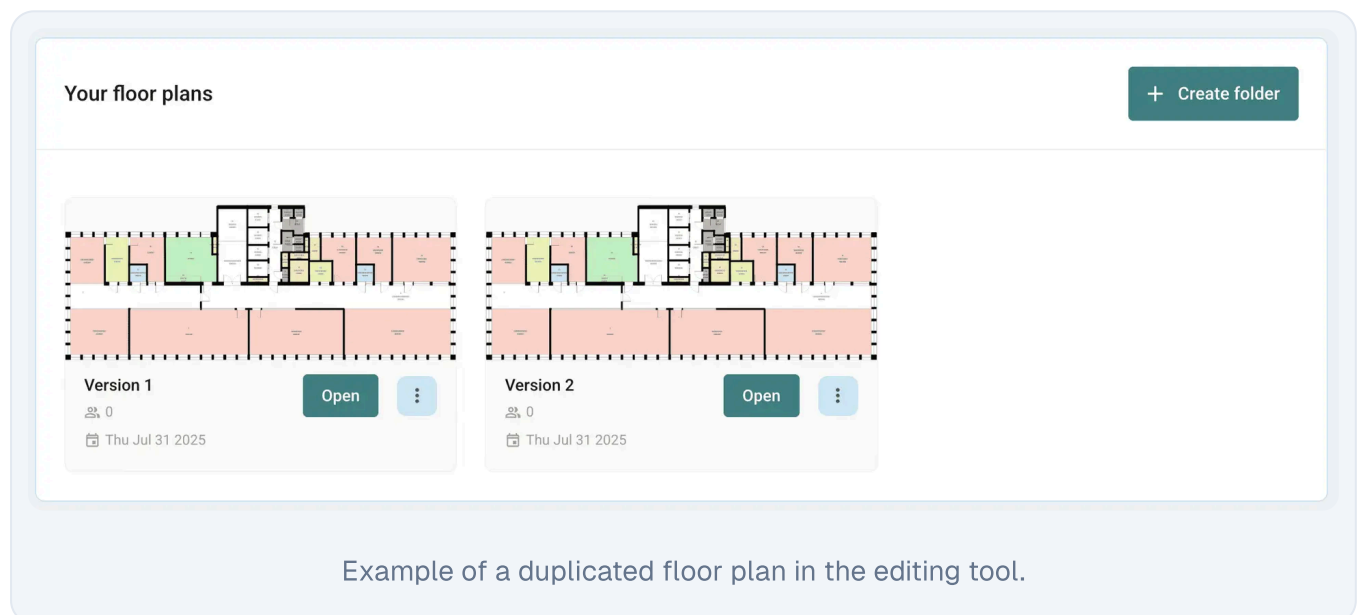 Your floor plans
+ Create folder
Version 1
Open
0
Thu Jul 31 2025
Version 2
Open
0
Thu Jul 31 2025
Example of a duplicated floor plan in the editing tool.